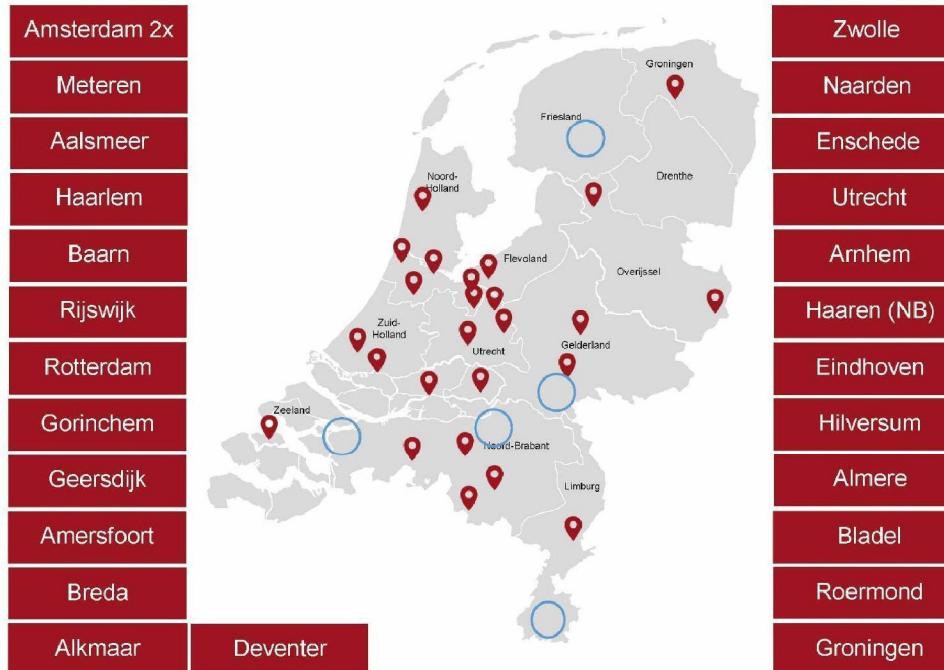 Amsterdam 2x
Meteren
Aalsmeer
Haarlem
Baarn
Rijswijk
Rotterdam
Gorinchem
Geersdijk
Amersfoort
Breda
Alkmaar
Deventer
Groningen
Friesland
Drenthe
Noord-
Holland
Flevoland
Overijssel
Zuid-
Holland
Utrecht
Gelderland
Zeeland
Noord-Brabant
Limburg
Zwolle
Naarden
Enschede
Utrecht
Arnhem
Haaren (NB)
Eindhoven
Hilversum
Almere
Bladel
Roermond
Groningen